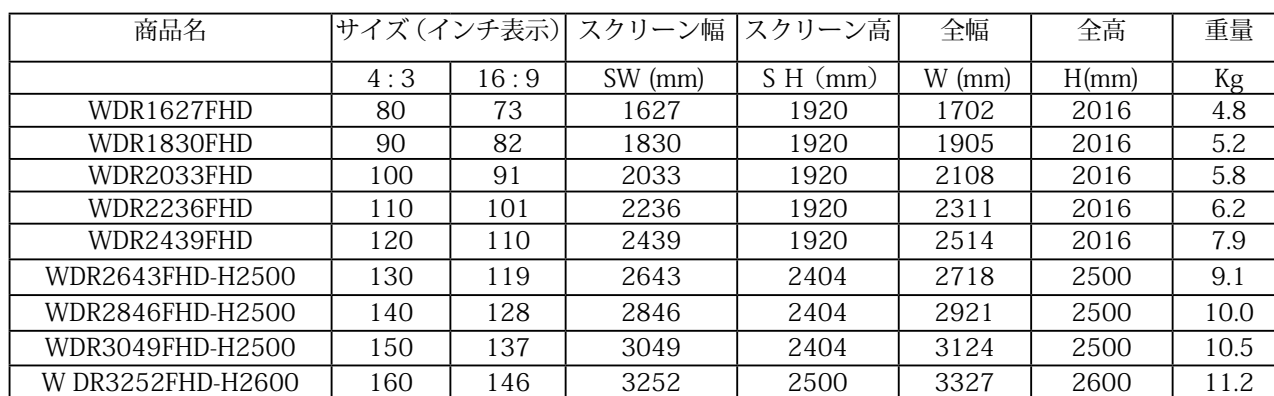 商品名 サイズ（インチ表示） スクリーン幅 スクリーン高 全幅 全高 重量
4 : 3 16 : 9 SW (mm) S H（mm） W (mm) H(mm) Kg
WDR1627FHD 80 73 1627 1920 1702 2016 4.8
WDR1830FHD 90 82 1830 1920 1905 2016 5.2
WDR2033FHD 100 91 2033 1920 2108 2016 5.8
WDR2236FHD 110 101 2236 1920 2311 2016 6.2
WDR2439FHD 120 110 2439 1920 2514 2016 7.9
WDR2643FHD-H2500 130 119 2643 2404 2718 2500 9.1
WDR2846FHD-H2500 140 128 2846 2404 2921 2500 10.0
WDR3049FHD-H2500 150 137 3049 2404 3124 2500 10.5
W DR3252FHD-H2600 160 146 3252 2500 3327 2600 11.2